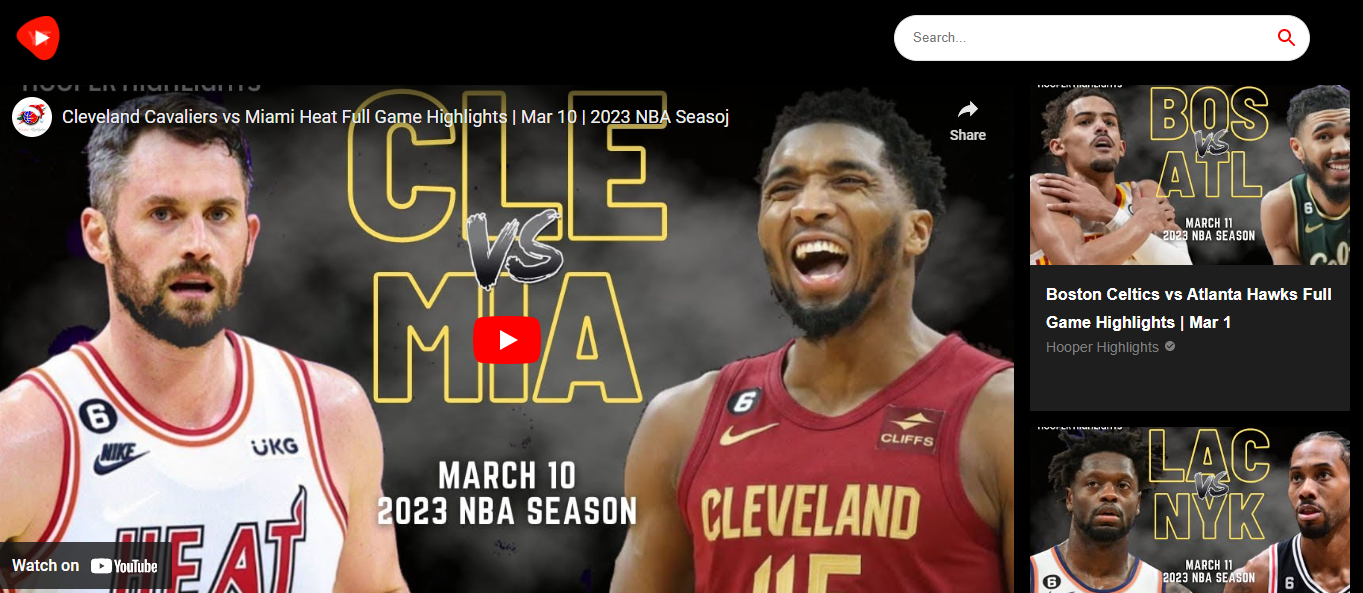 Search...
HOOPER HIGHLIGHTS
Cleveland Cavaliers vs Miami Heat Full Game Highlights | Mar 10 | 2023 NBA Seasoj
Share
CLE
VS
MIA
MARCH 10
2023 NBA SEASON
6
NIKE
UKG
HEAT
6
CLIFFS
CLEVELAND
Watch on YouTube
HOOPER HIGHLIGHTS
BOS
VS
ATL
MARCH 11
2023 NBA SEASON
6
Boston Celtics vs Atlanta Hawks Full
Game Highlights | Mar 1
Hooper Highlights
HOOPER HIGHLIGHTS
LAC
VS
NYK
MARCH 11
2023 NBA SEASON
6
6